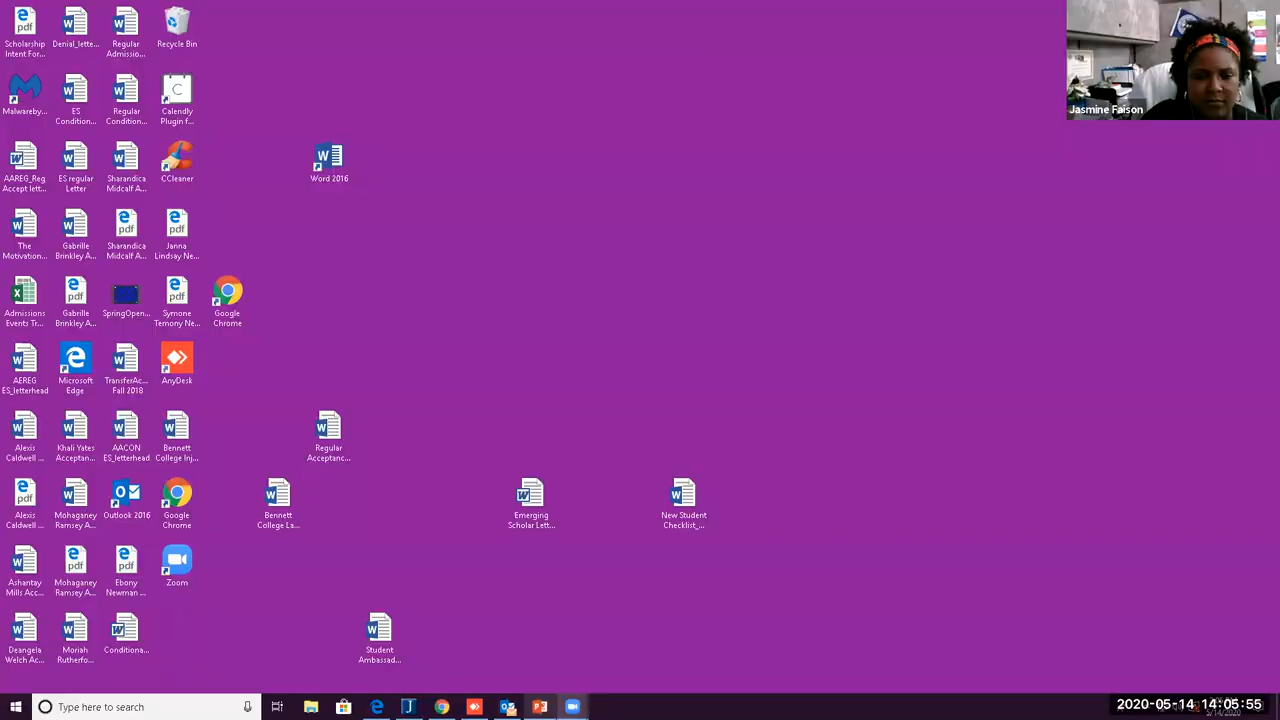 Scholarship
Intent For...
Denial_lette...
Regular
Admissio...
Recycle Bin
Malwareby...
ES
Condition...
Regular
Condition...
Calendly
Plugin f...
AAREG_Reg
Accept lett...
ES regular
Letter
Sharandica
Midcalf A...
CCleaner
Word 2016
The
Motivation...
Gabrille
Brinkley A...
Sharandica
Midcalf A...
Janna
Lindsay Ne...
Admissions
Events Tr...
Gabrille
Brinkley A...
SpringOpen...
Symone
Temony Ne...
Google
Chrome
AEREG
ES_letterhead
Microsoft
Edge
TransferAc...
Fall 2018
AnyDesk
Alexis
Caldwell ...
Khali Yates
Acceptan...
AACON
ES_letterhead
Bennett
College Inj...
Regular
Acceptanc...
Alexis
Caldwell ...
Mohaganey
Ramsey A...
Outlook 2016
Google
Chrome
Bennett
College La...
Emerging
Scholar Lett...
New Student
Checklist_...
Ashantay
Mills Acc...
Mohaganey
Ramsey A...
Ebony
Newman ...
Zoom
Deangela
Welch Ac...
Moriah
Rutherfo...
Conditiona...
Student
Ambassad...
Jasmine Faison
Type here to search
2020-05-14 14:05:55